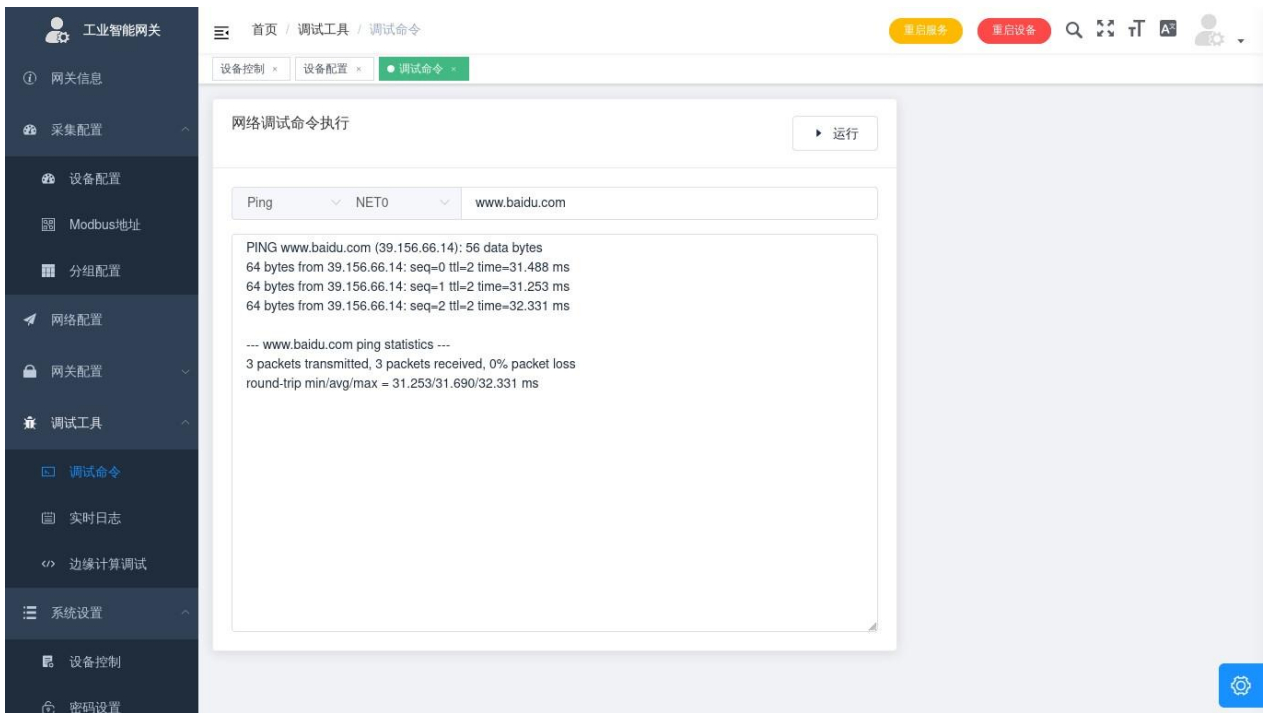 工业智能网关
首页 / 调试工具 / 调试命令
重启服务
重启设备
网关信息
设备控制 ×
设备配置 ×
调试命令 ×
采集配置
设备配置
Modbus地址
分组配置
网络配置
网关配置
调试工具
调试命令
实时日志
边缘计算调试
系统设置
设备控制
密码设置
网络调试命令执行
运行
Ping NET0 www.baidu.com
PING www.baidu.com (39.156.66.14): 56 data bytes
64 bytes from 39.156.66.14: seq=0 ttl=2 time=31.488 ms
64 bytes from 39.156.66.14: seq=1 ttl=2 time=31.253 ms
64 bytes from 39.156.66.14: seq=2 ttl=2 time=32.331 ms
--- www.baidu.com ping statistics ---
3 packets transmitted, 3 packets received, 0% packet loss
round-trip min/avg/max = 31.253/31.690/32.331 ms